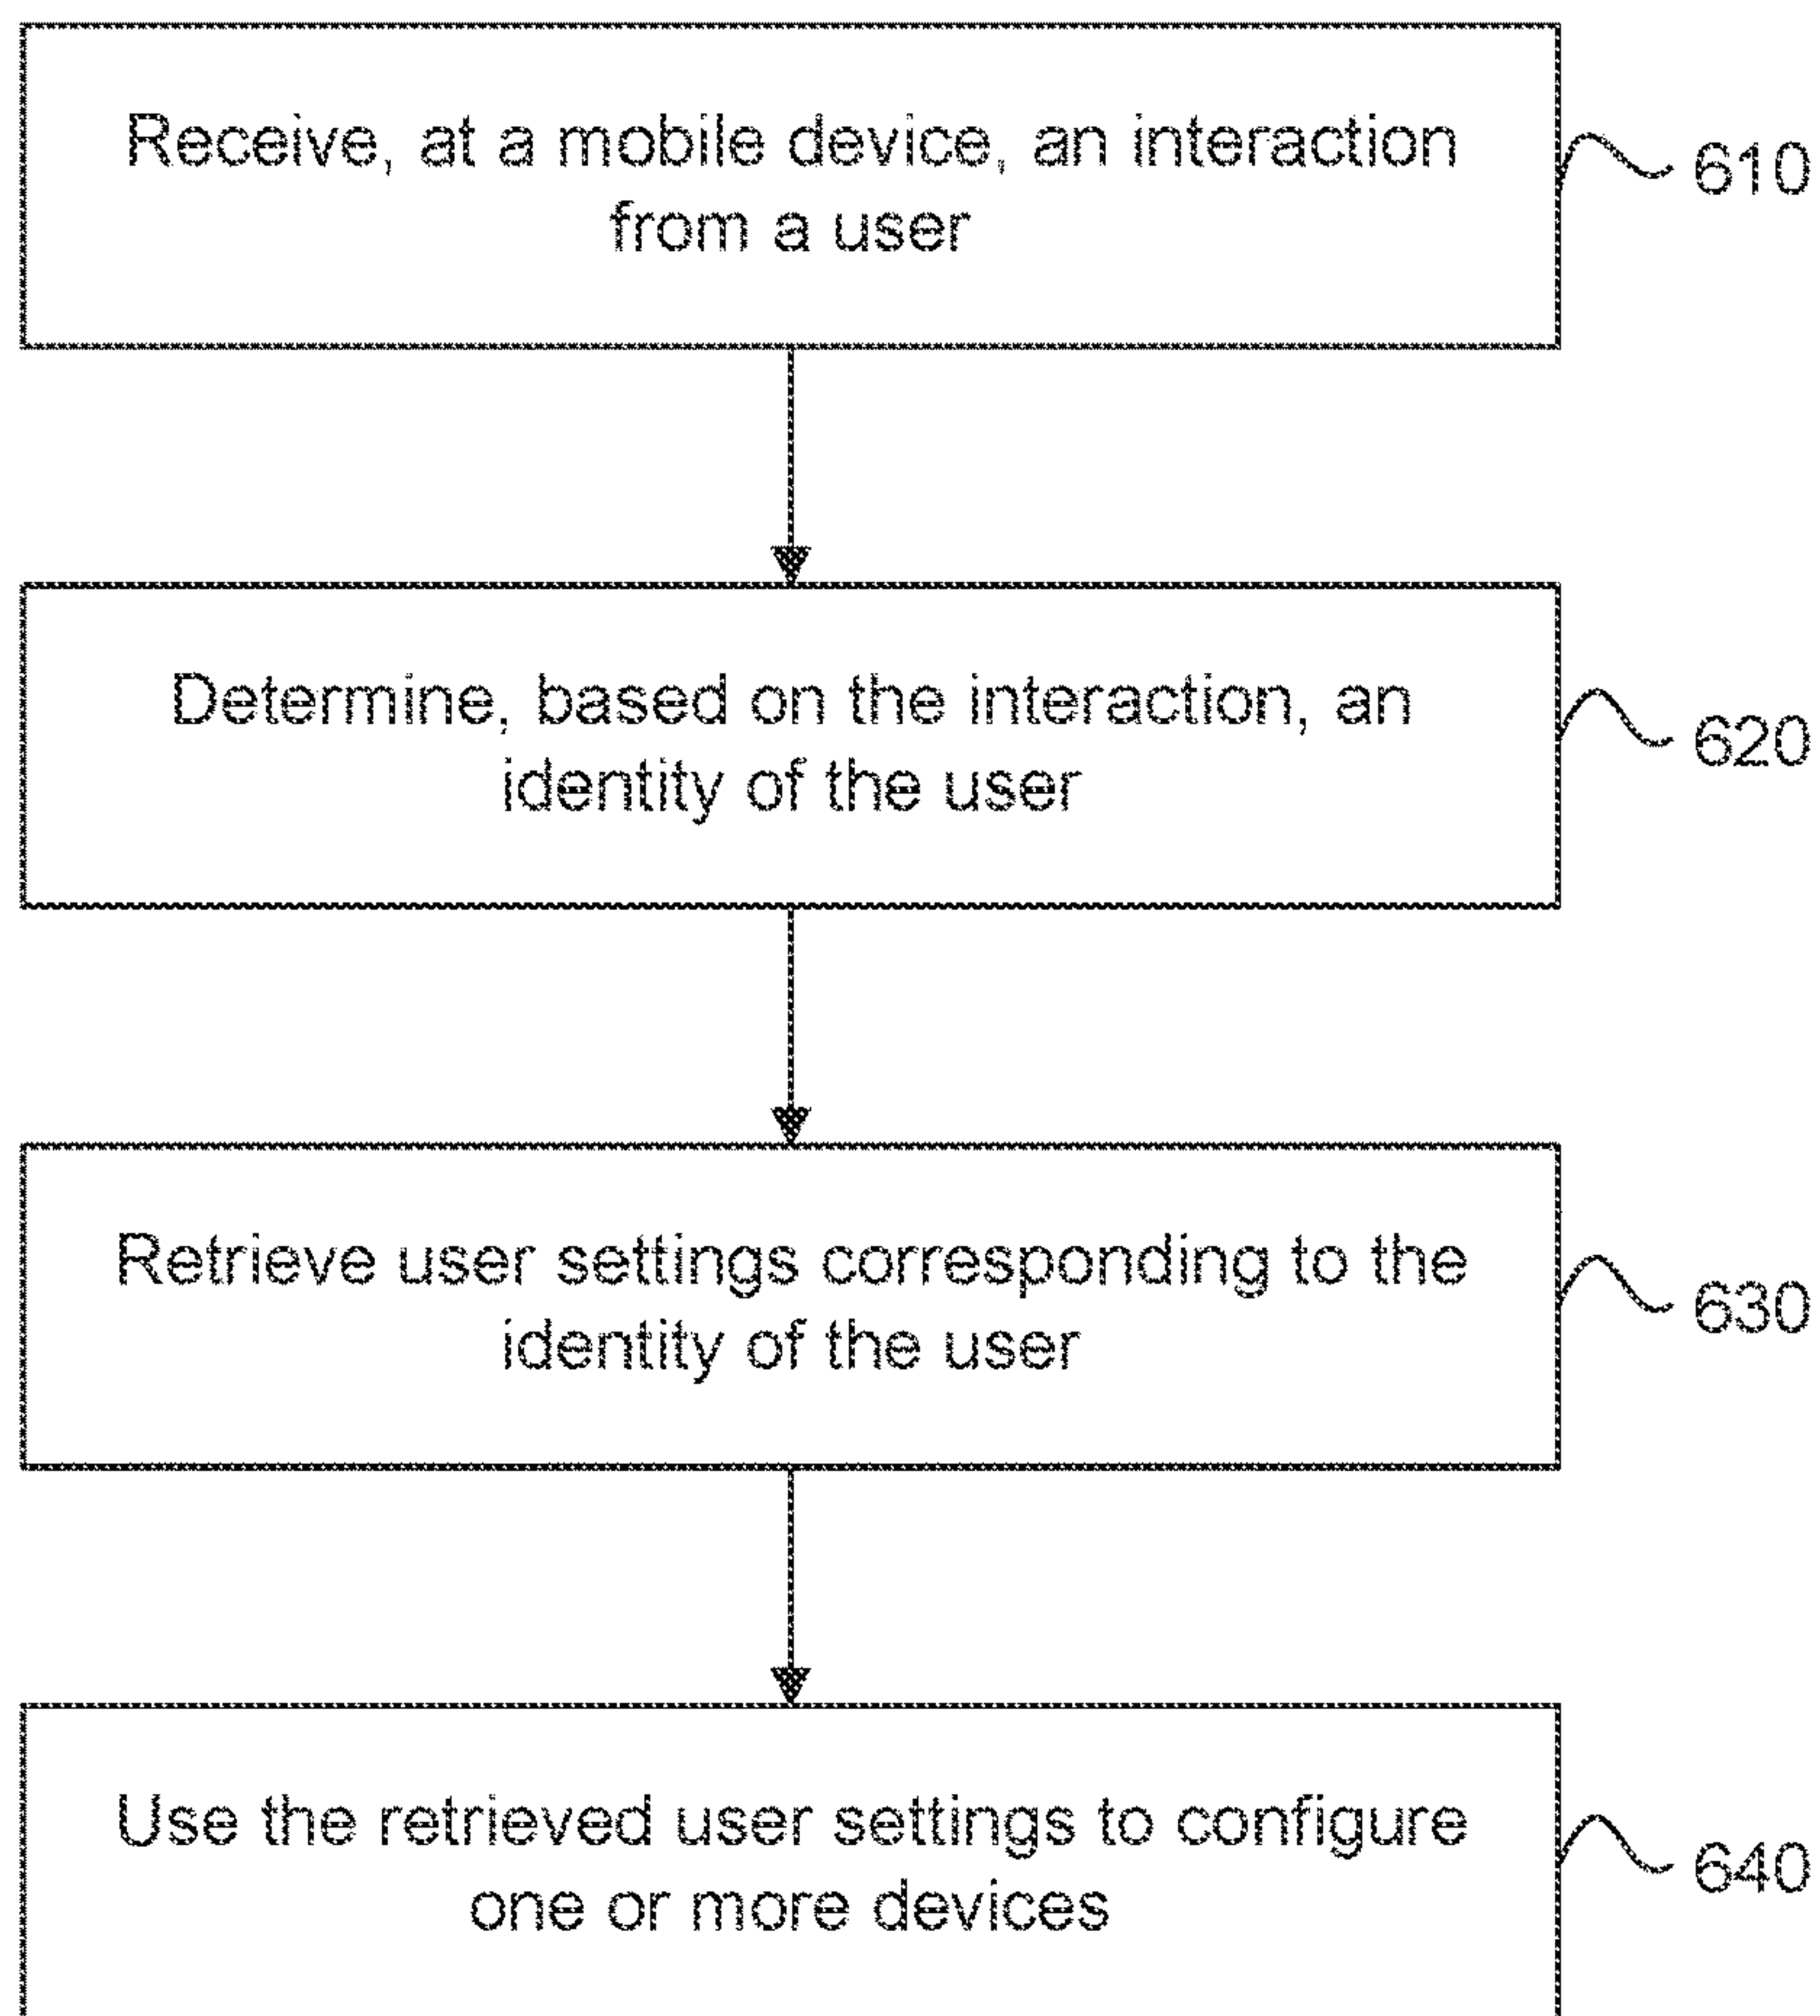 Receive, at a mobile device, an interaction
from a user
610
Determine, based on the interaction, an
identity of the user
620
Retrieve user settings corresponding to the
identity of the user
630
Use the retrieved user settings to configure
one or more devices
640